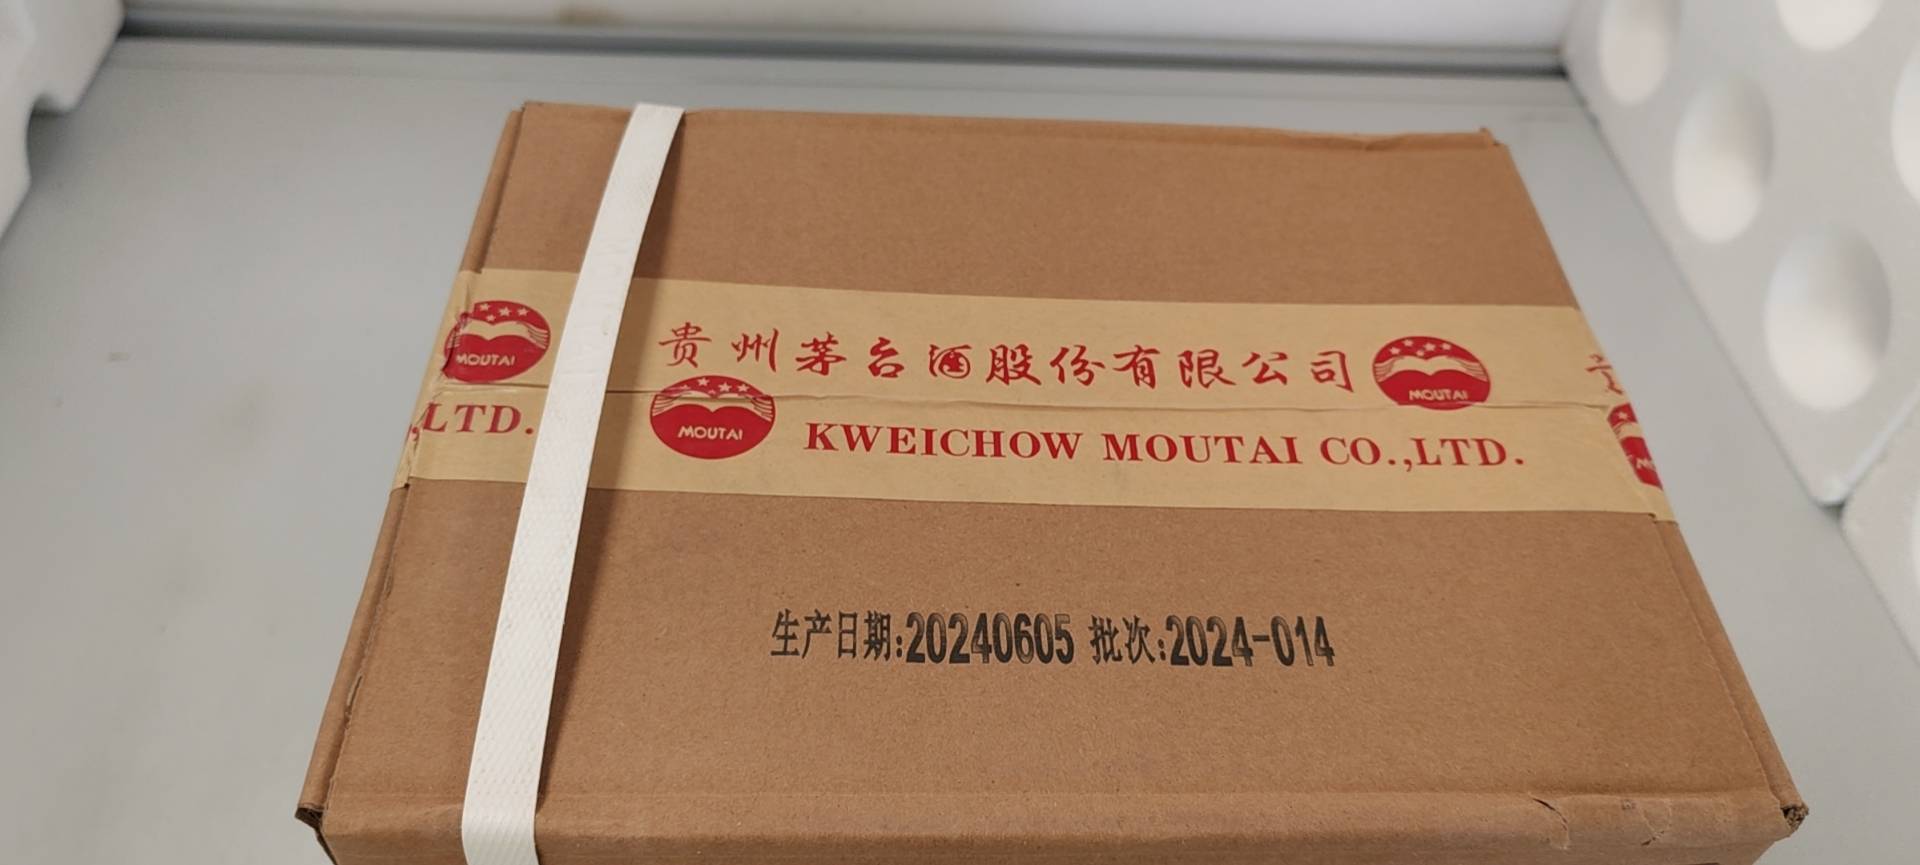 贵州茅台酒股份有限公司
MOUTAI
MOUTAI
LTD.
MOUTAI
KWEICHOW MOUTAI CO.,LTD.
生产日期:20240605 批次:2024-014